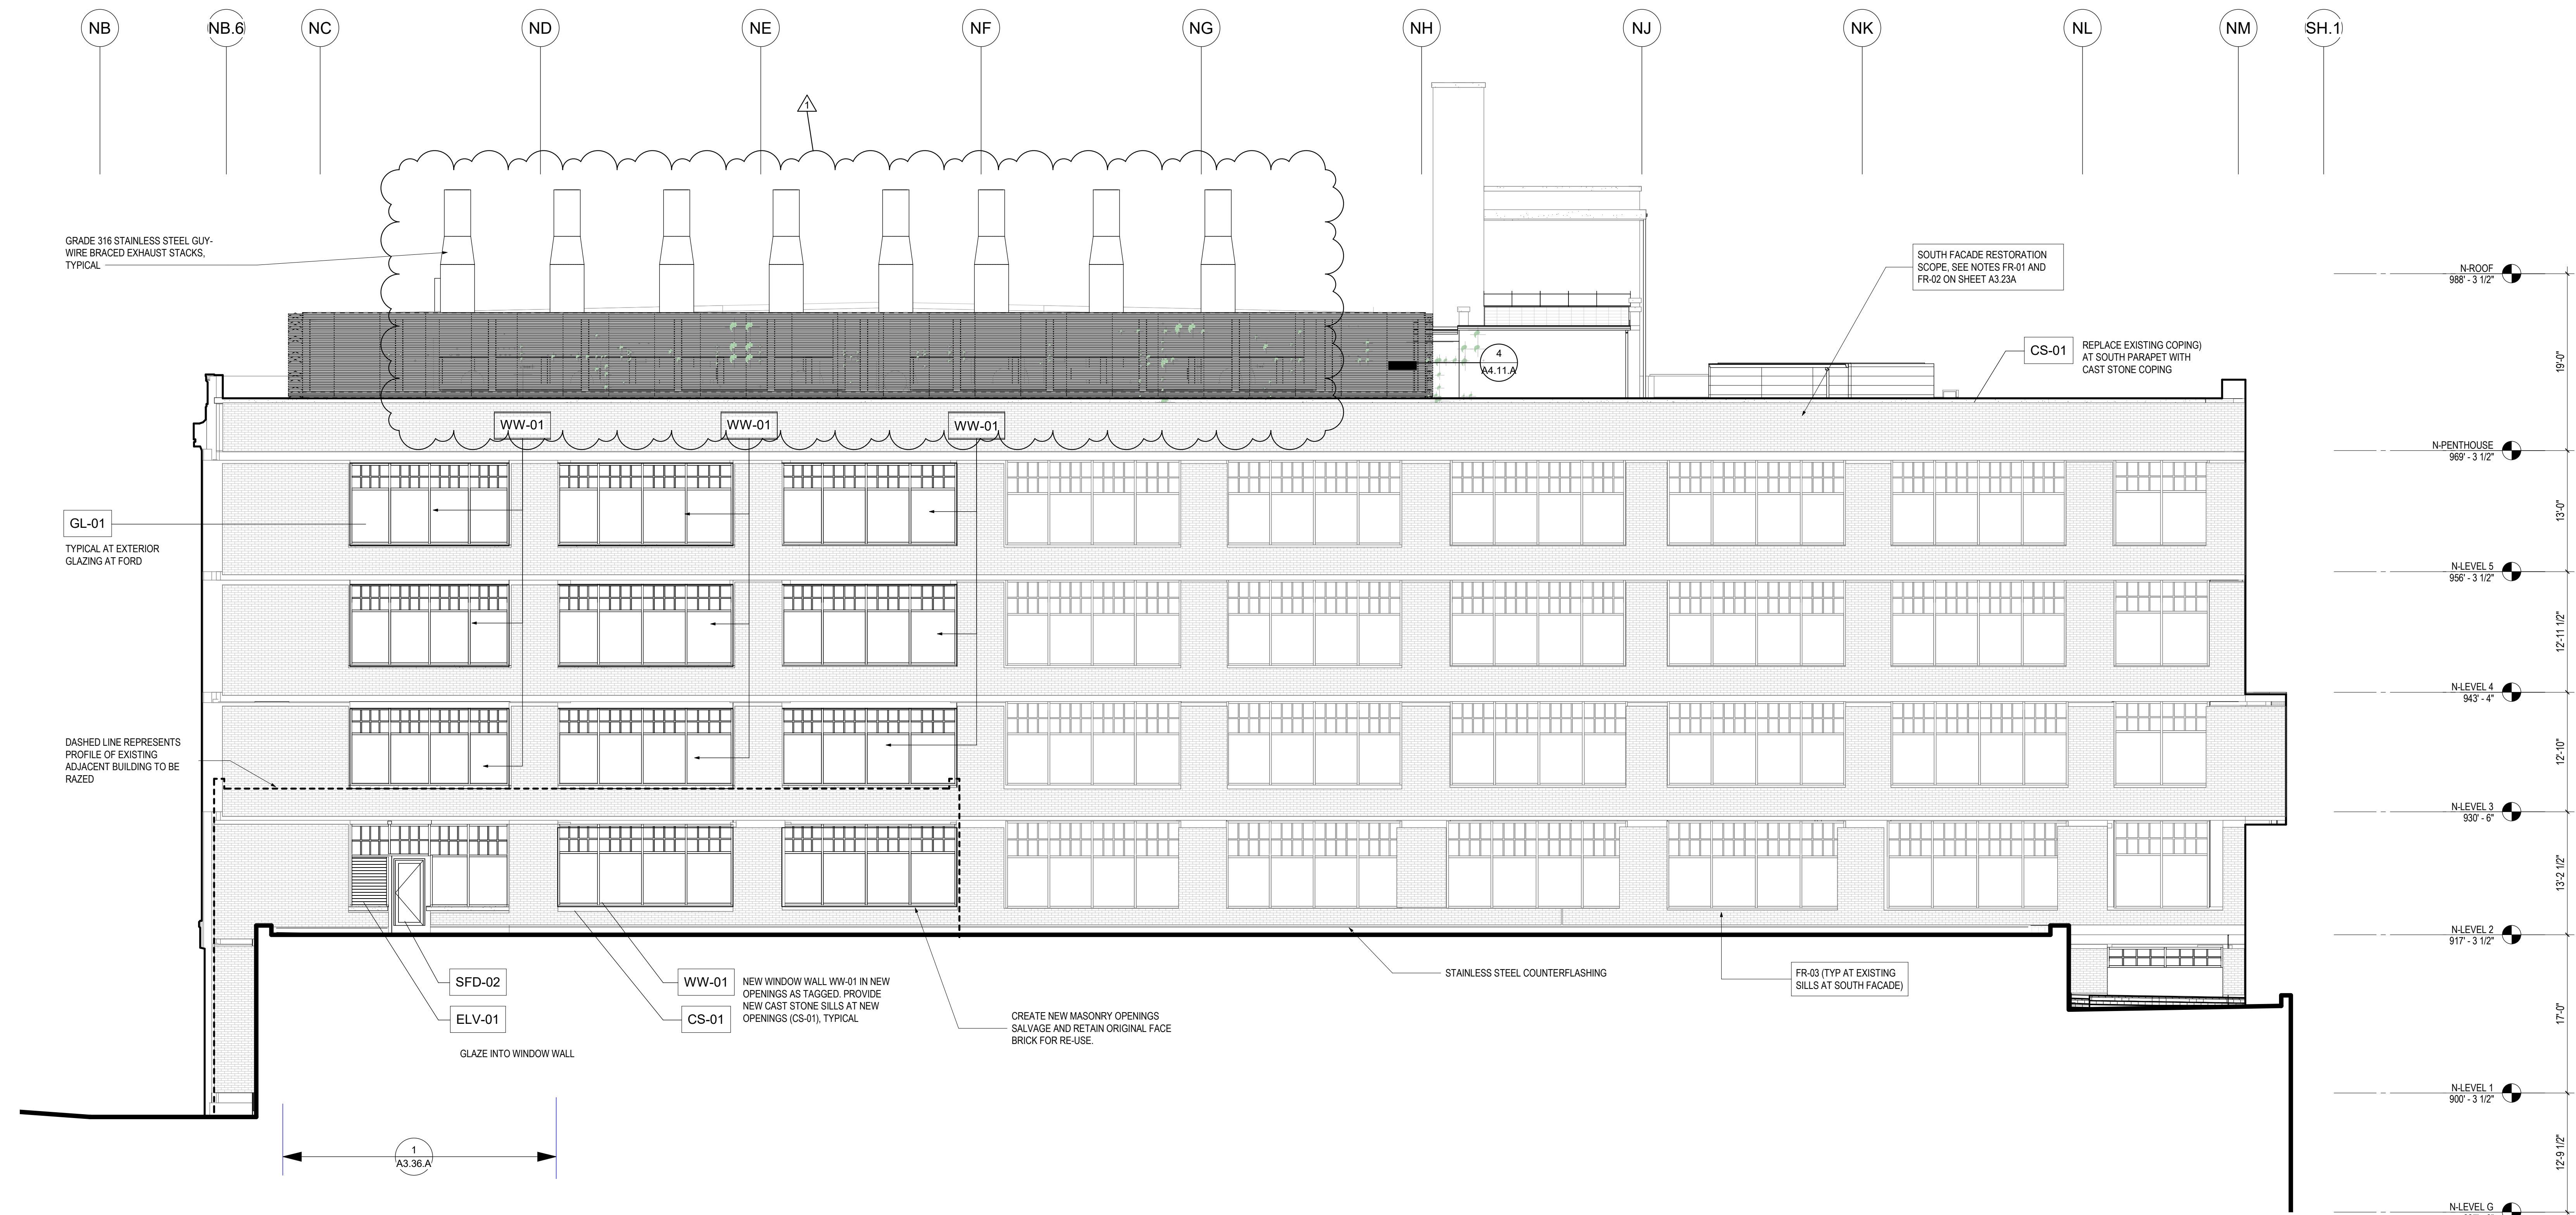 NB
NB.6
NC
ND
NE
NF
NG
NH
NJ
NK
NL
NM
SH.1
1
GRADE 316 STAINLESS STEEL GUY-
WIRE BRACED EXHAUST STACKS,
TYPICAL
SOUTH FACADE RESTORATION
SCOPE, SEE NOTES FR-01 AND
FR-02 ON SHEET A3.23A
N-ROOF
988' - 3 1/2"
19'-0"
CS-01
REPLACE EXISTING COPING)
AT SOUTH PARAPET WITH
CAST STONE COPING
4
A4.11.A
WW-01
WW-01
WW-01
N-PENTHOUSE
969' - 3 1/2"
13'-0"
GL-01
TYPICAL AT EXTERIOR
GLAZING AT FORD
N-LEVEL 5
956' - 3 1/2"
12'-11 1/2"
N-LEVEL 4
943' - 4"
12'-10"
DASHED LINE REPRESENTS
PROFILE OF EXISTING
ADJACENT BUILDING TO BE
RAZED
N-LEVEL 3
930' - 6"
13'-2 1/2"
N-LEVEL 2
917' - 3 1/2"
17'-0"
SFD-02
ELV-01
GLAZE INTO WINDOW WALL
WW-01
CS-01
NEW WINDOW WALL WW-01 IN NEW
OPENINGS AS TAGGED. PROVIDE
NEW CAST STONE SILLS AT NEW
OPENINGS (CS-01), TYPICAL
CREATE NEW MASONRY OPENINGS
SALVAGE AND RETAIN ORIGINAL FACE
BRICK FOR RE-USE.
STAINLESS STEEL COUNTERFLASHING
FR-03 (TYP AT EXISTING
SILLS AT SOUTH FACADE)
N-LEVEL 1
900' - 3 1/2"
12'-9 1/2"
1
A3.36.A
N-LEVEL G